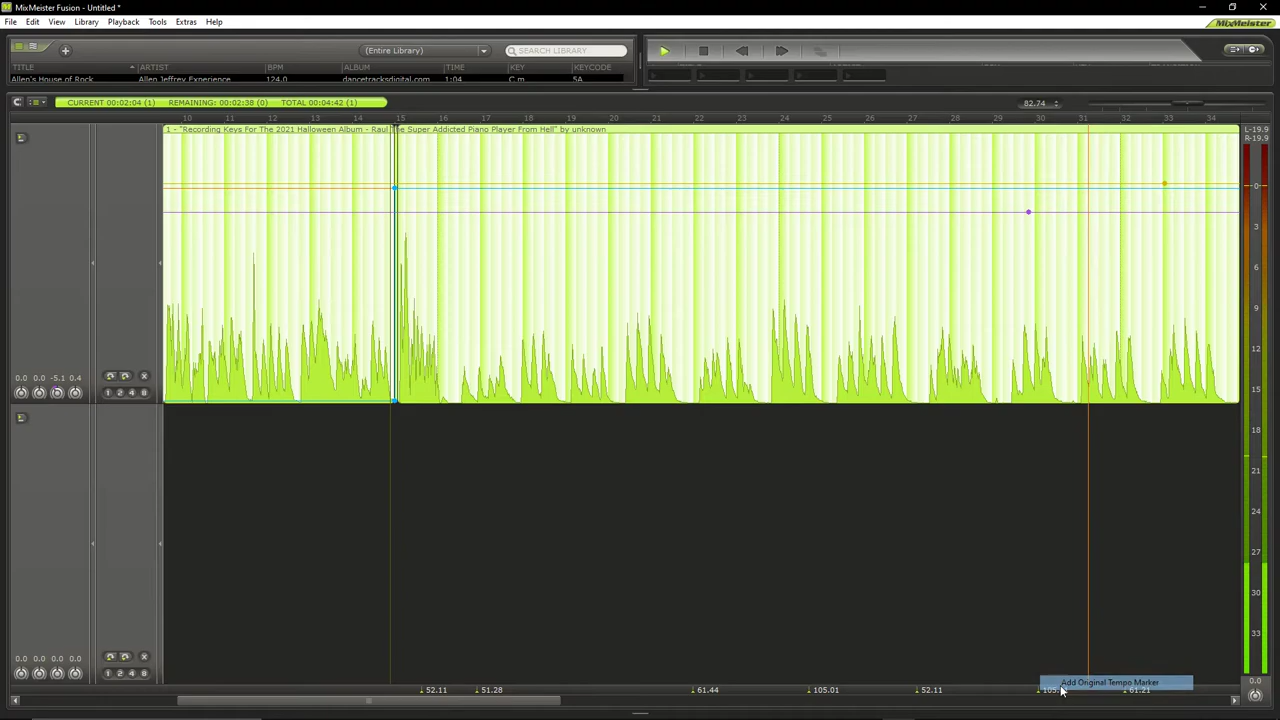 MixMeister Fusion - Untitled *
File Edit View Library Playback Tools Extras Help
MixMeister
(Entire Library) SEARCH LIBRARY
TITLE ARTIST BPM ALBUM TIME KEY KEYCODE
Allen's House of Rock Allen Jeffrey Experience 124.0 dancetracksdigital.com 1:04 C m 5A
CURRENT 00:02:04 (1) REMAINING: 00:02:38 (0) TOTAL 00:04:42 (1) 82.74
10 11 12 13 14 15 16 17 18 19 20 21 22 23 24 25 26 27 28 29 30 31 32 33 34
1 - "Recording Keys For The 2021 Halloween Album - Raul The Super Addicted Piano Player From Hell" by unknown
L-19.9
R-19.9
0
3
6
9
12
15
18
21
24
27
30
33
0.0 0.0 -5.1 0.4
1 2 4 8
0.0 0.0 0.0 0.0
1 2 4 8
0.0
Add Original Tempo Marker
52.11 51.28 61.44 105.01 52.11 61.21